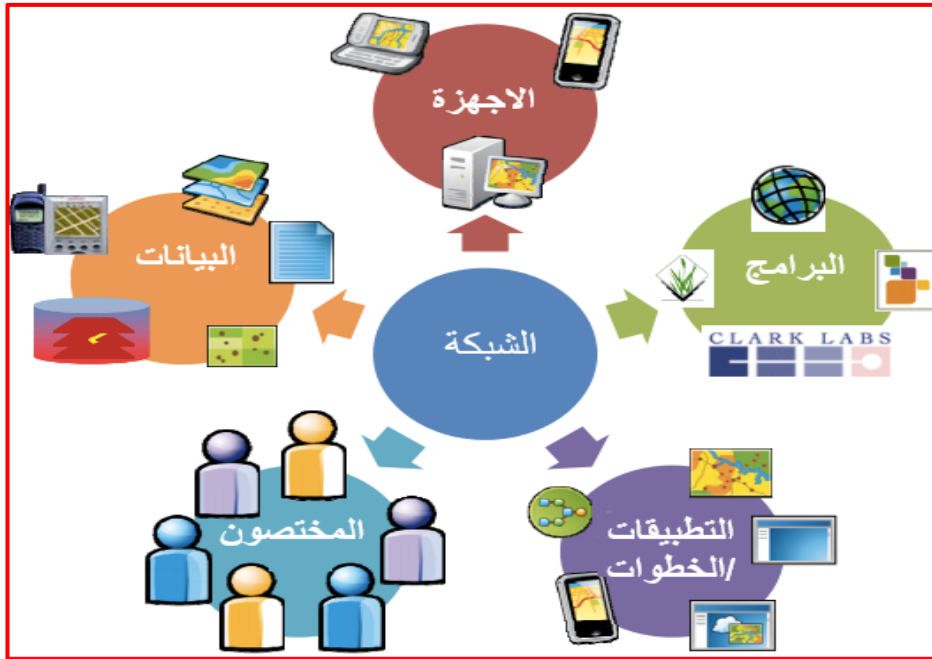 الاجهزة
البيانات
البرامج
الشبكة
CLARK LABS
المختصون
التطبيقات
/الخطوات